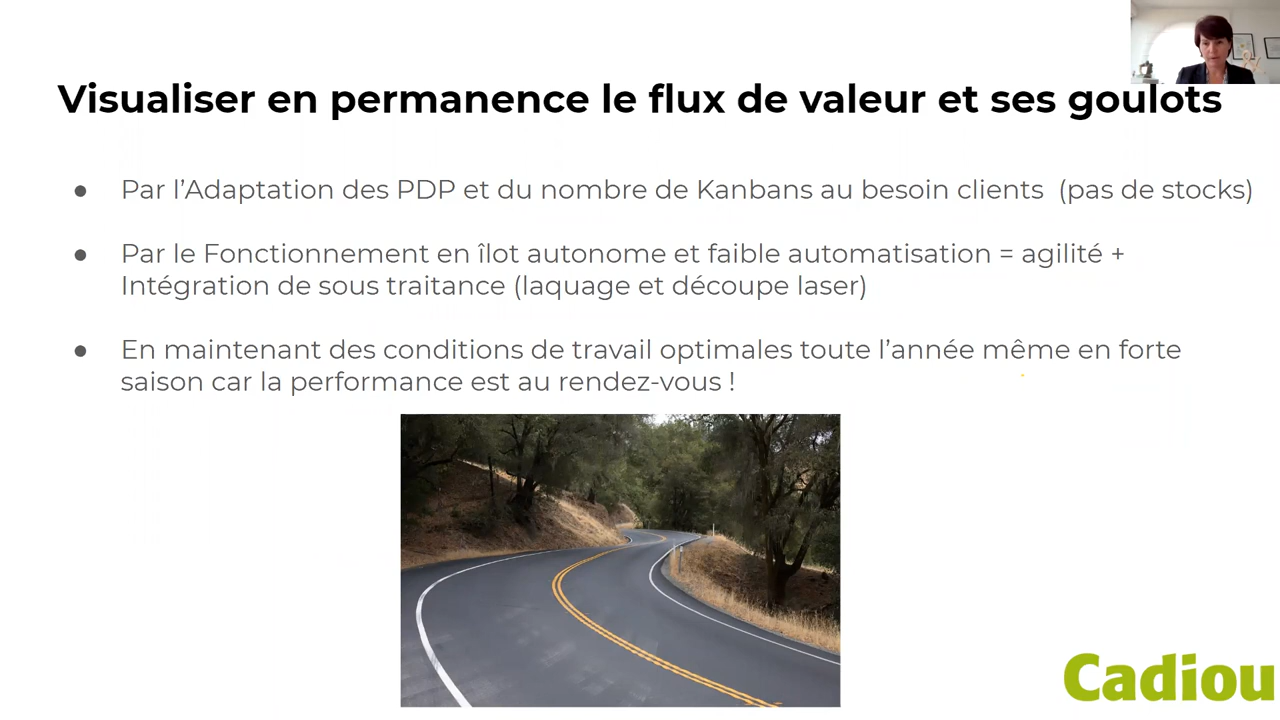 Visualiser en permanence le flux de valeur et ses goulots
● Par l’Adaptation des PDP et du nombre de Kanbans au besoin clients  (pas de stocks)
● Par le Fonctionnement en îlot autonome et faible automatisation = agilité +
Intégration de sous traitance (laquage et découpe laser)
● En maintenant des conditions de travail optimales toute l’année même en forte
saison car la performance est au rendez-vous !
Cadiou